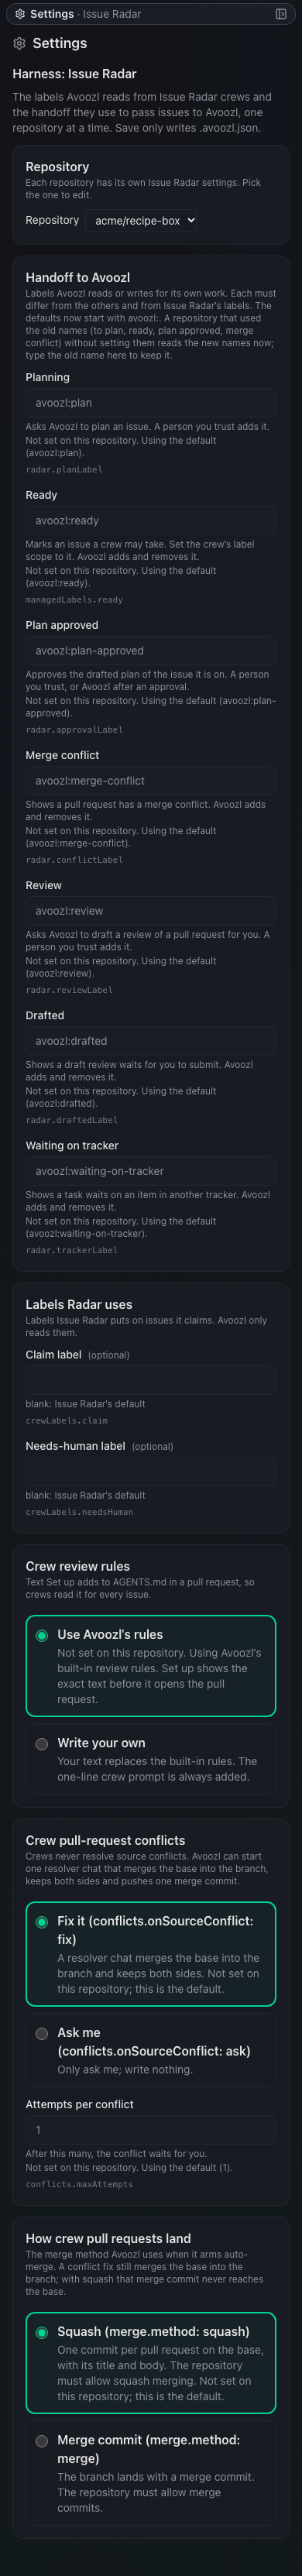 Settings · Issue Radar
Settings
Harness: Issue Radar
The labels Avoozl reads from Issue Radar crews and
the handoff they use to pass issues to Avoozl, one
repository at a time. Save only writes .avoozl.json.
Repository
Each repository has its own Issue Radar settings. Pick
the one to edit.
Repository acme/recipe-box
Handoff to Avoozl
Labels Avoozl reads or writes for its own work. Each must
differ from the others and from Issue Radar's labels. The
defaults now start with avoozl:. A repository that used
the old names (to plan, ready, plan approved, merge
conflict) without setting them reads the new names now;
type the old name here to keep it.
Planning
avoozl:plan
Asks Avoozl to plan an issue. A person you trust adds it.
Not set on this repository. Using the default
(avoozl:plan).
radar.planLabel
Ready
avoozl:ready
Marks an issue a crew may take. Set the crew's label
scope to it. Avoozl adds and removes it.
Not set on this repository. Using the default
(avoozl:ready).
managedLabels.ready
Plan approved
avoozl:plan-approved
Approves the drafted plan of the issue it is on. A person
you trust, or Avoozl after an approval.
Not set on this repository. Using the default (avoozl:plan-
approved).
radar.approvalLabel
Merge conflict
avoozl:merge-conflict
Shows a pull request has a merge conflict. Avoozl adds
and removes it.
Not set on this repository. Using the default
(avoozl:merge-conflict).
radar.conflictLabel
Review
avoozl:review
Asks Avoozl to draft a review of a pull request for you. A
person you trust adds it.
Not set on this repository. Using the default
(avoozl:review).
radar.reviewLabel
Drafted
avoozl:drafted
Shows a draft review waits for you to submit. Avoozl
adds and removes it.
Not set on this repository. Using the default
(avoozl:drafted).
radar.draftedLabel
Waiting on tracker
avoozl:waiting-on-tracker
Shows a task waits on an item in another tracker. Avoozl
adds and removes it.
Not set on this repository. Using the default
(avoozl:waiting-on-tracker).
radar.trackerLabel
Labels Radar uses
Labels Issue Radar puts on issues it claims. Avoozl only
reads them.
Claim label (optional)
blank: Issue Radar's default
crewLabels.claim
Needs-human label (optional)
blank: Issue Radar's default
crewLabels.needsHuman
Crew review rules
Text Set up adds to AGENTS.md in a pull request, so
crews read it for every issue.
Use Avoozl's rules
Not set on this repository. Using Avoozl's
built-in review rules. Set up shows the
exact text before it opens the pull
request.
Write your own
Your text replaces the built-in rules. The
one-line crew prompt is always added.
Crew pull-request conflicts
Crews never resolve source conflicts. Avoozl can start
one resolver chat that merges the base into the branch,
keeps both sides and pushes one merge commit.
Fix it (conflicts.onSourceConflict:
fix)
A resolver chat merges the base into the
branch and keeps both sides. Not set on
this repository; this is the default.
Ask me
(conflicts.onSourceConflict: ask)
Only ask me; write nothing.
Attempts per conflict
1
After this many, the conflict waits for you.
Not set on this repository. Using the default (1).
conflicts.maxAttempts
How crew pull requests land
The merge method Avoozl uses when it arms auto-
merge. A conflict fix still merges the base into the
branch; with squash that merge commit never reaches
the base.
Squash (merge.method: squash)
One commit per pull request on the base,
with its title and body. The repository
must allow squash merging. Not set on
this repository; this is the default.
Merge commit (merge.method:
merge)
The branch lands with a merge commit.
The repository must allow merge
commits.